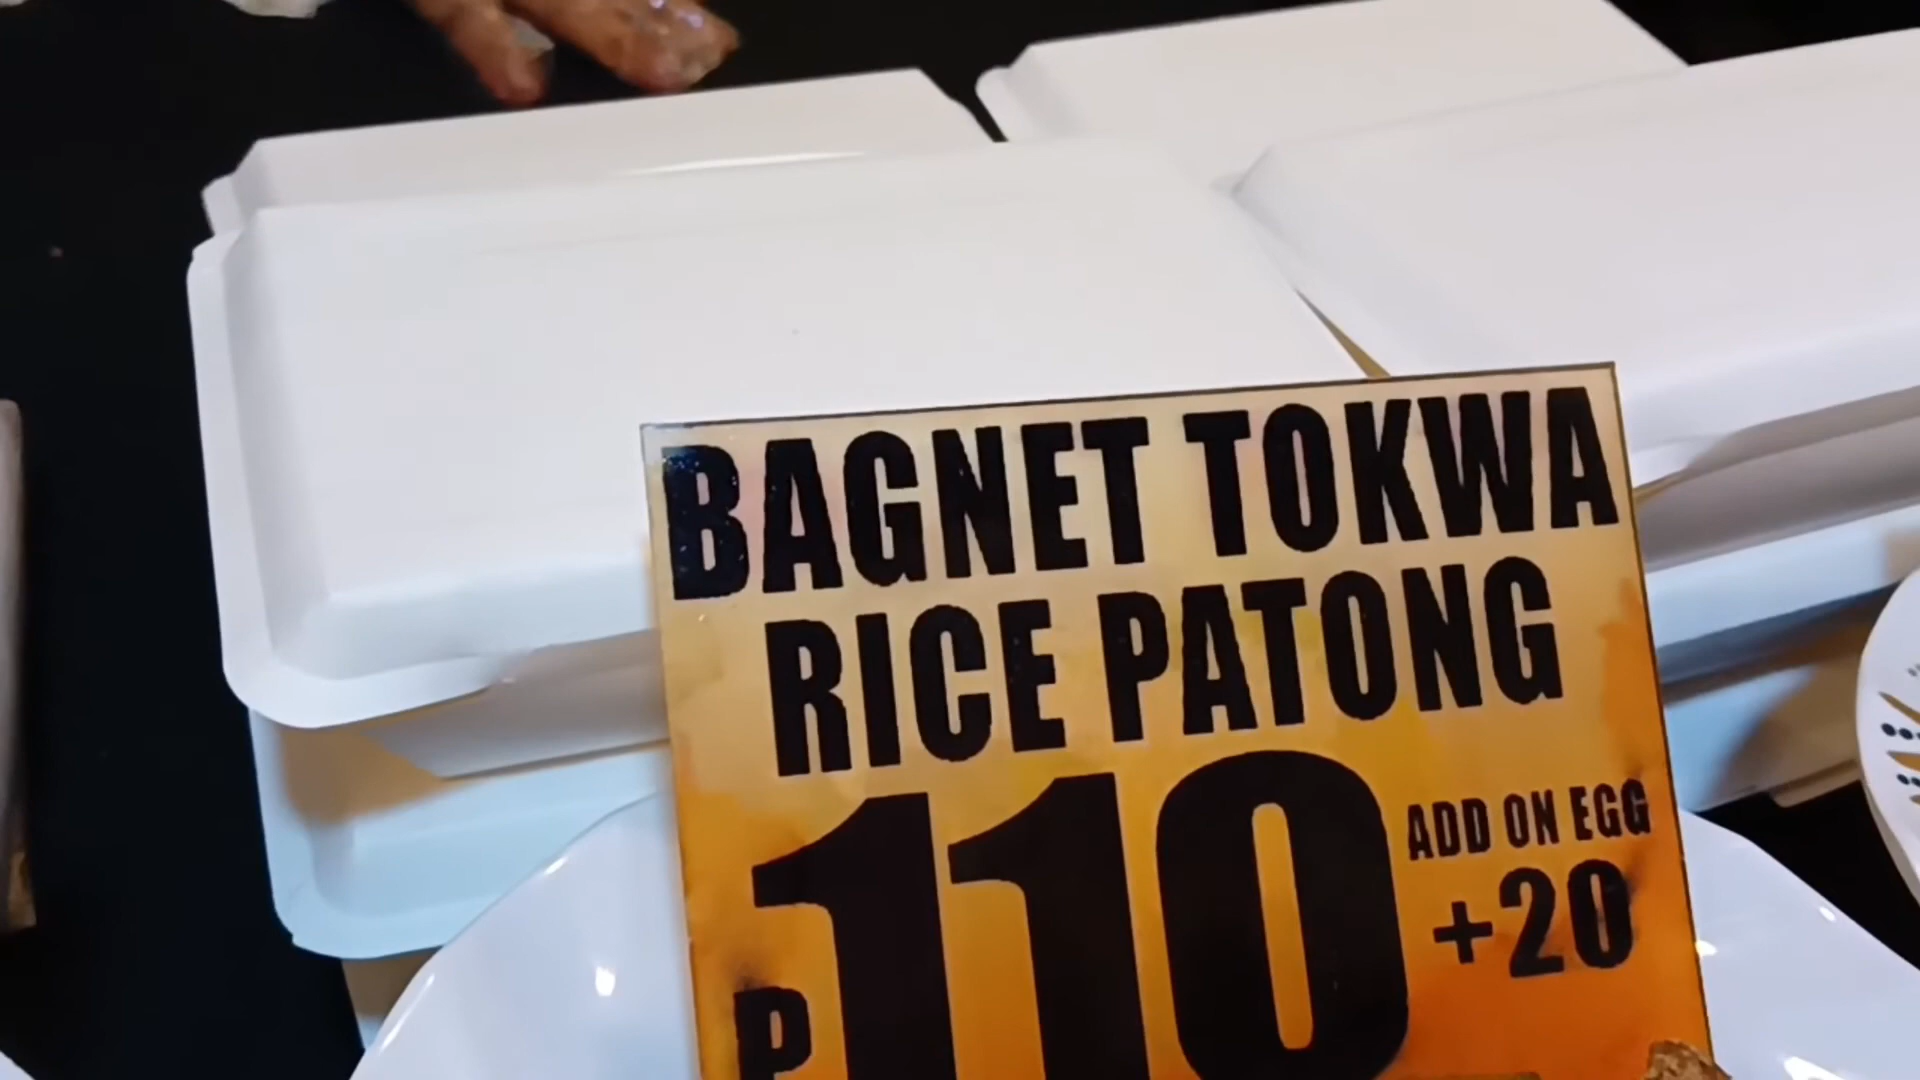 BAGNET TOKWA
RICE PATONG
P110
ADD ON EGG
+20